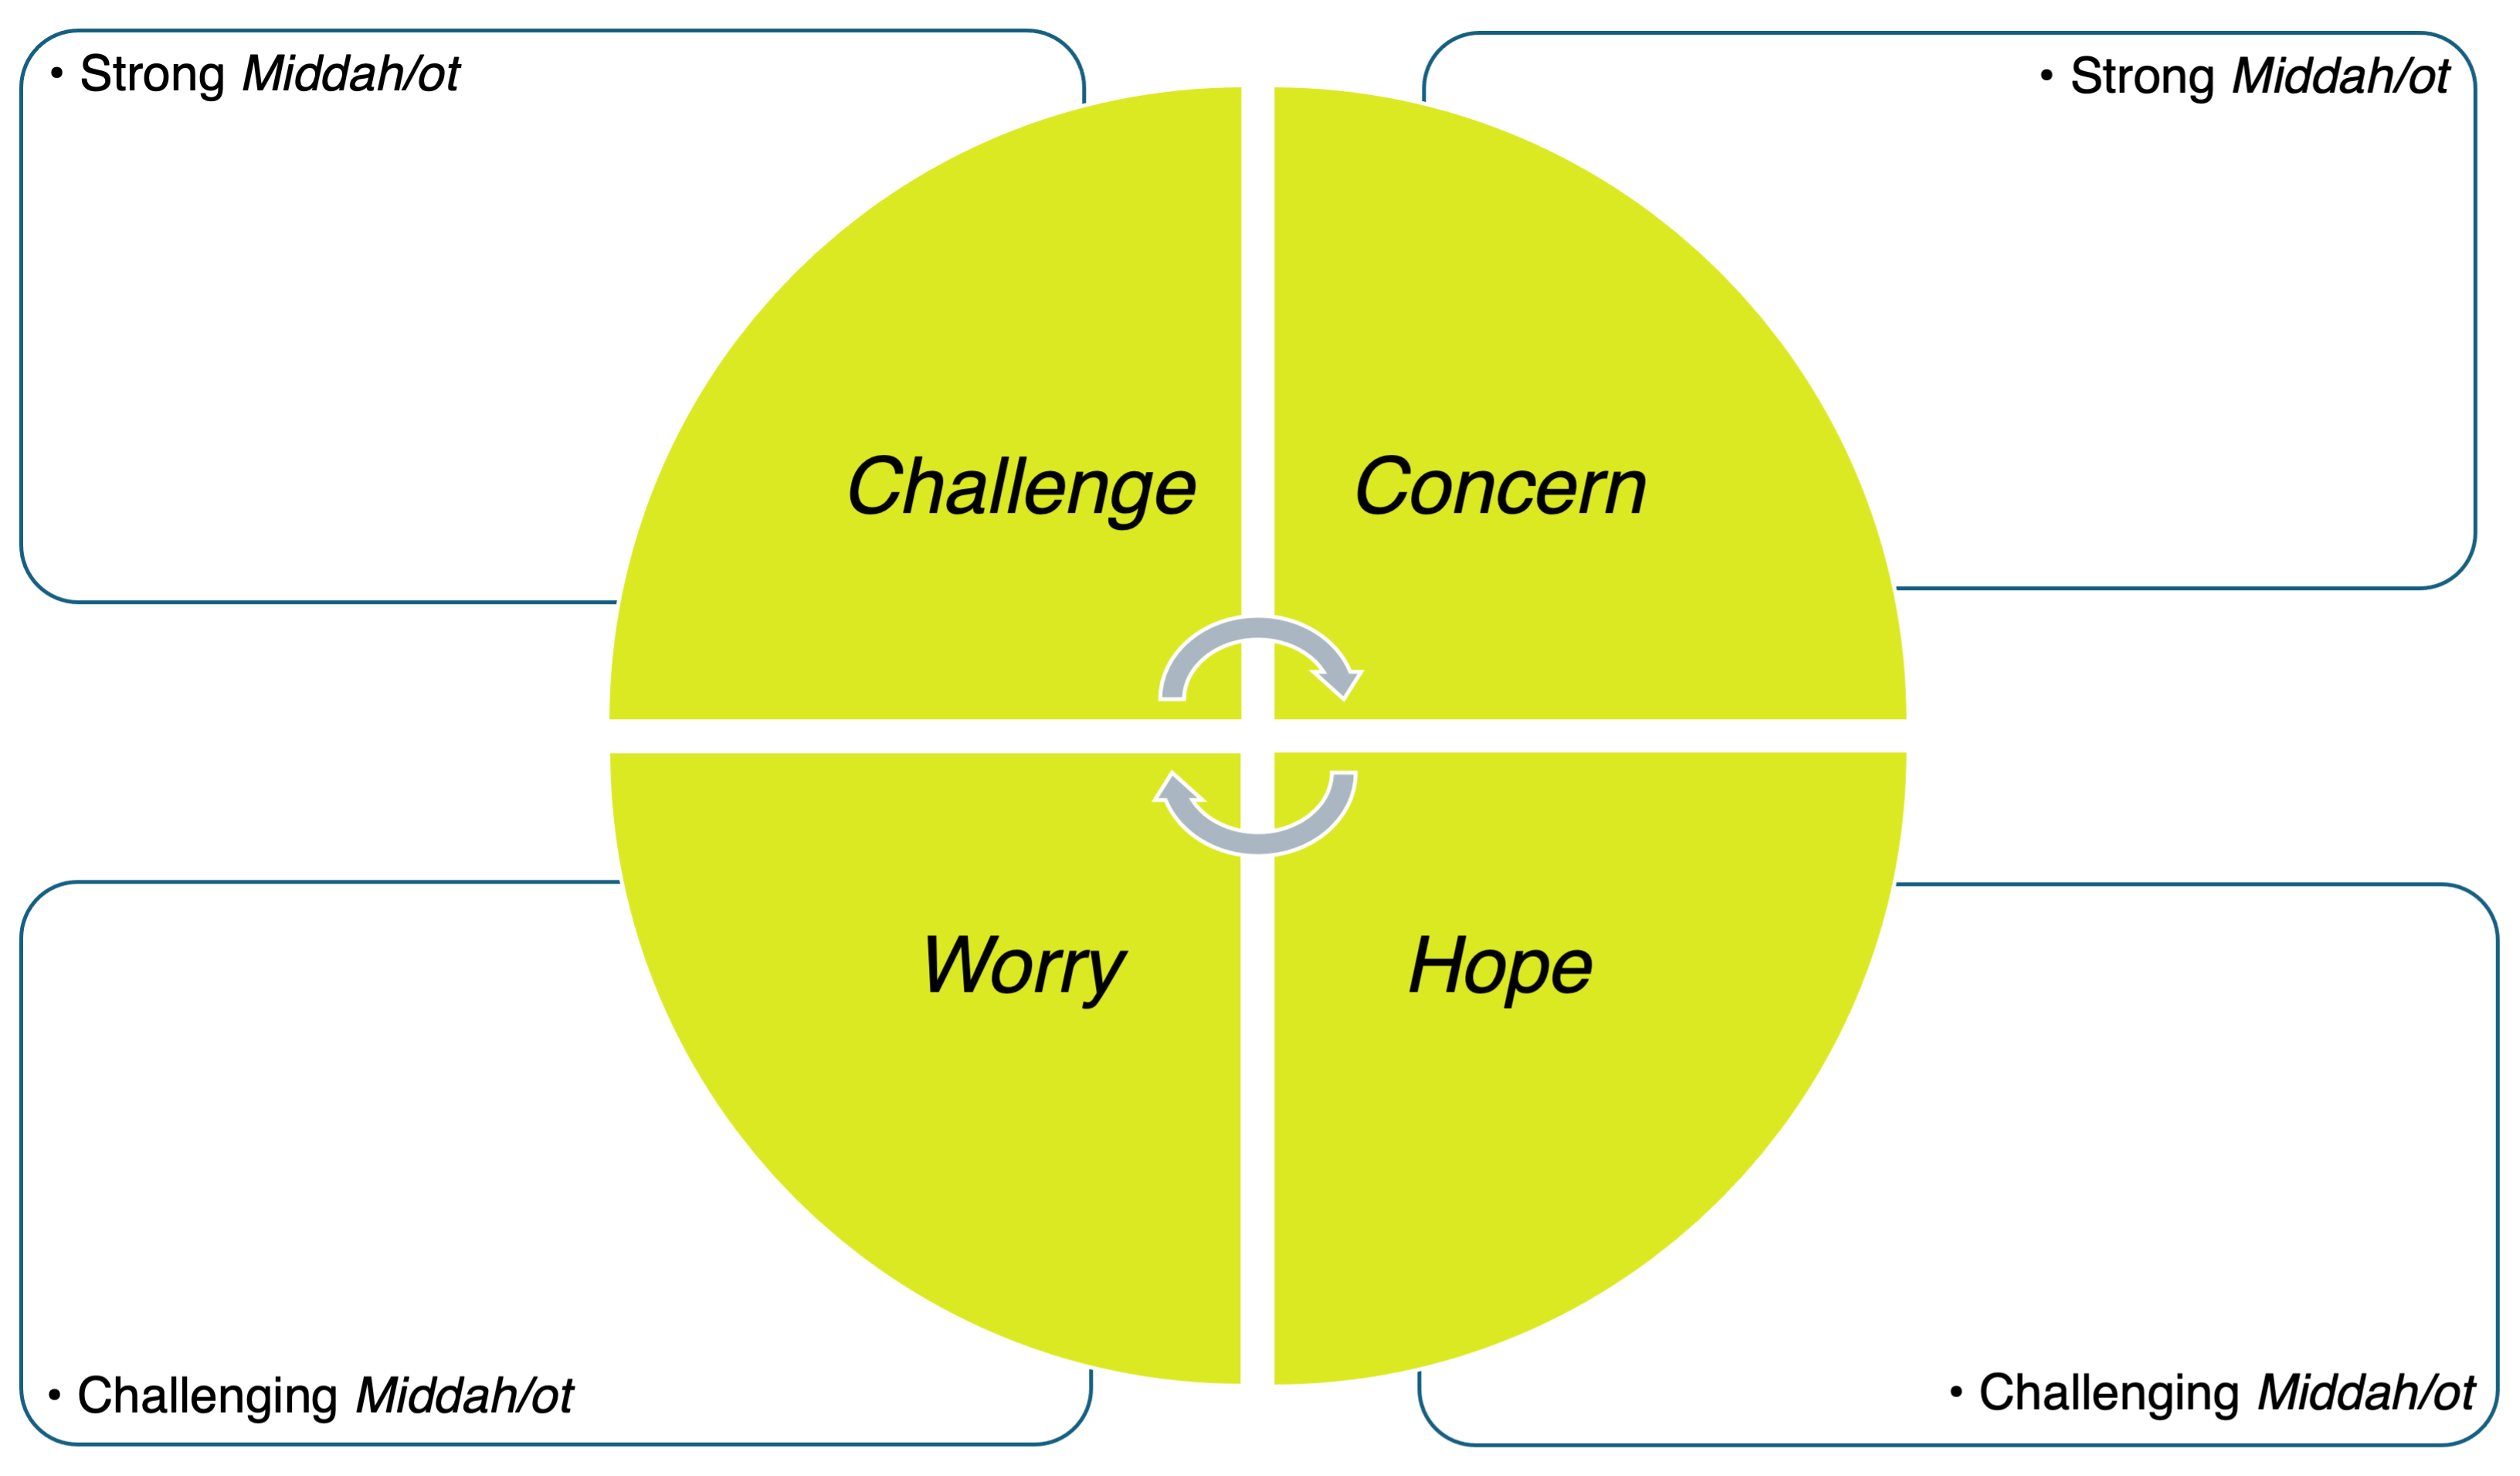 • Strong Middah/ot
• Strong Middah/ot
Challenge
Concern
Worry
Hope
• Challenging Middah/ot
• Challenging Middah/ot